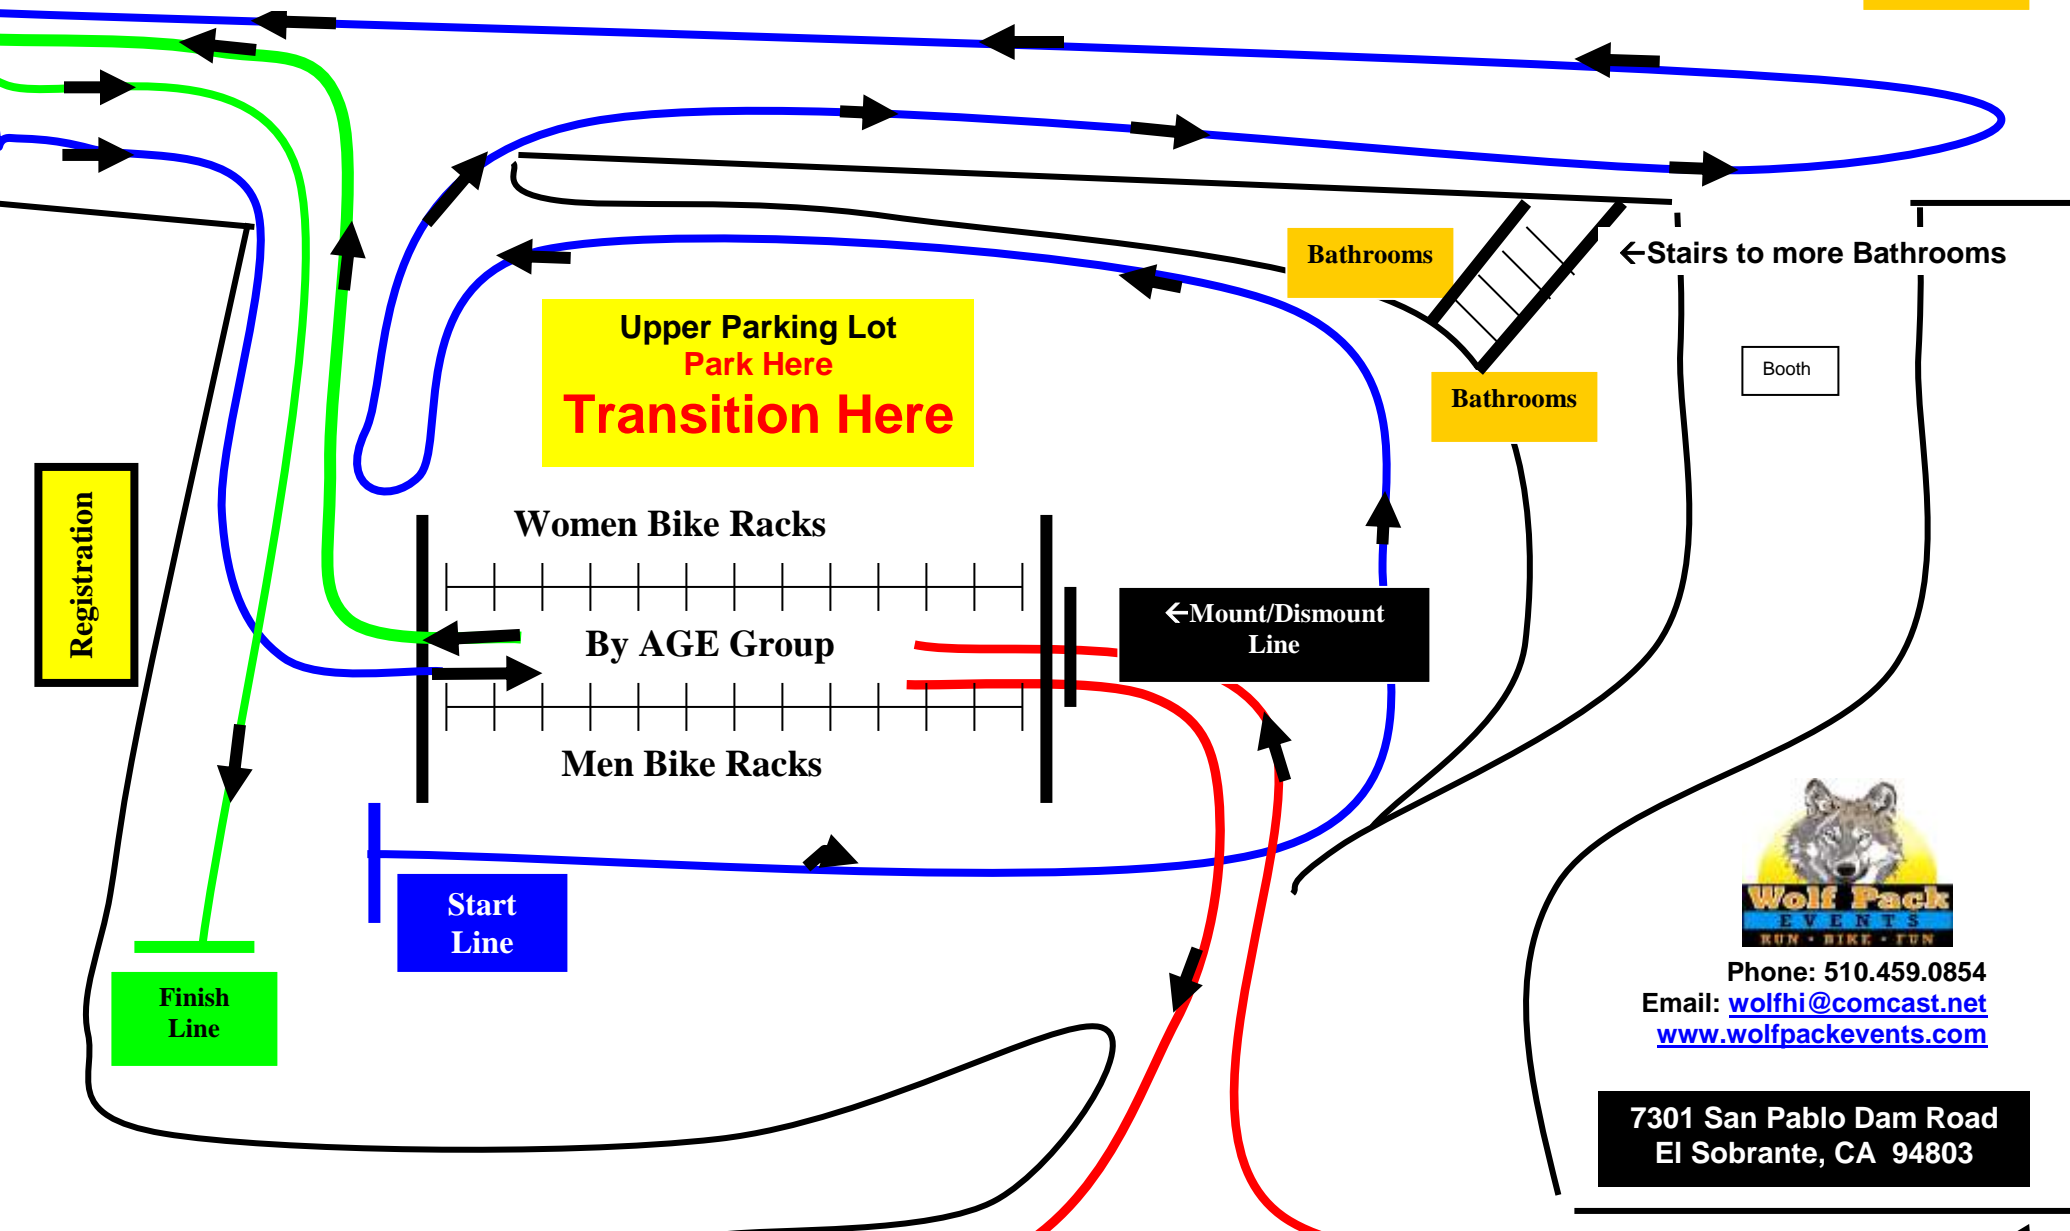 Bathrooms
←Stairs to more Bathrooms
Upper Parking Lot
Park Here
Transition Here
Booth
Bathrooms
Registration
Women Bike Racks
By AGE Group
Men Bike Racks
←Mount/Dismount
Line
Start
Line
Finish
Line
Wolf Pack
EVENTS
RUN • BIKE • FUN
Phone: 510.459.0854
Email: wolfhi@comcast.net
www.wolfpackevents.com
7301 San Pablo Dam Road
El Sobrante, CA  94803